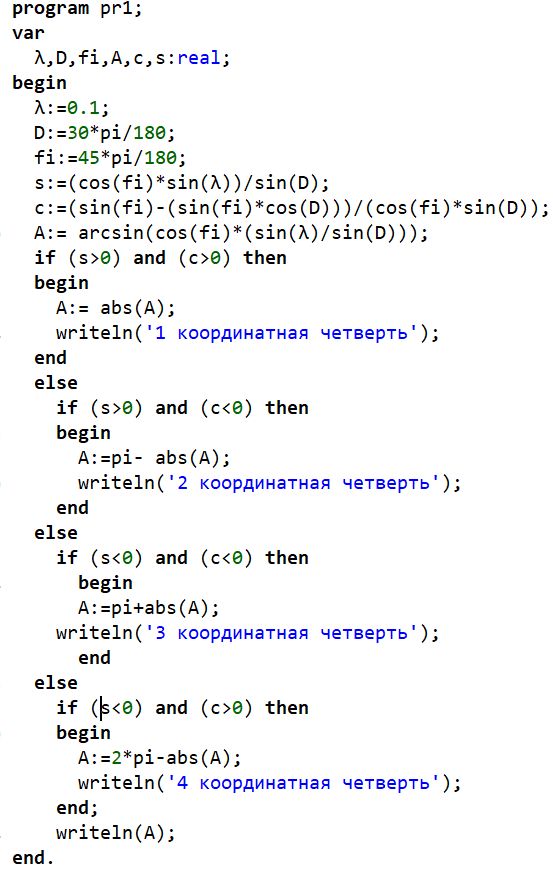 program pr1;
var
  λ,D,fi,A,c,s:real;
begin
  λ:=0.1;
  D:=30*pi/180;
  fi:=45*pi/180;
  s:=(cos(fi)*sin(λ))/sin(D);
  c:=(sin(fi)-(sin(fi)*cos(D)))/(cos(fi)*sin(D));
  A:= arcsin(cos(fi)*(sin(λ)/sin(D)));
  if (s>0) and (c>0) then
  begin
    A:= abs(A);
    writeln('1 координатная четверть');
  end
  else
    if (s>0) and (c<0) then
    begin
      A:=pi- abs(A);
      writeln('2 координатная четверть');
    end
  else
    if (s<0) and (c<0) then
      begin
      A:=pi+abs(A);
    writeln('3 координатная четверть');
      end
  else
    if (s<0) and (c>0) then
    begin
      A:=2*pi-abs(A);
      writeln('4 координатная четверть');
    end;
    writeln(A);
end.